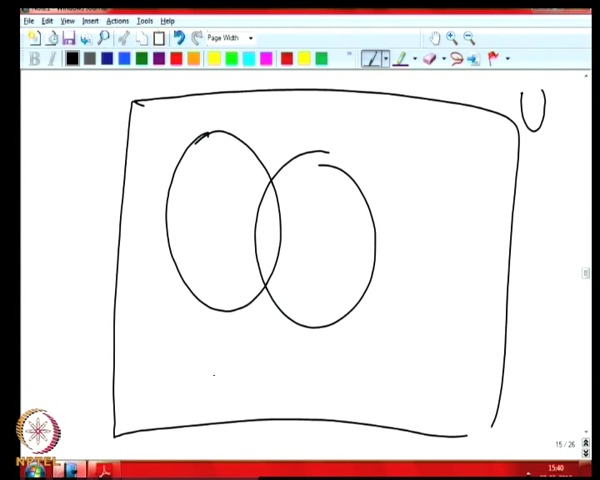 File Edit View Insert Actions Tools Help
Page Width
B I
U
15 / 26
NPTEL
15:40